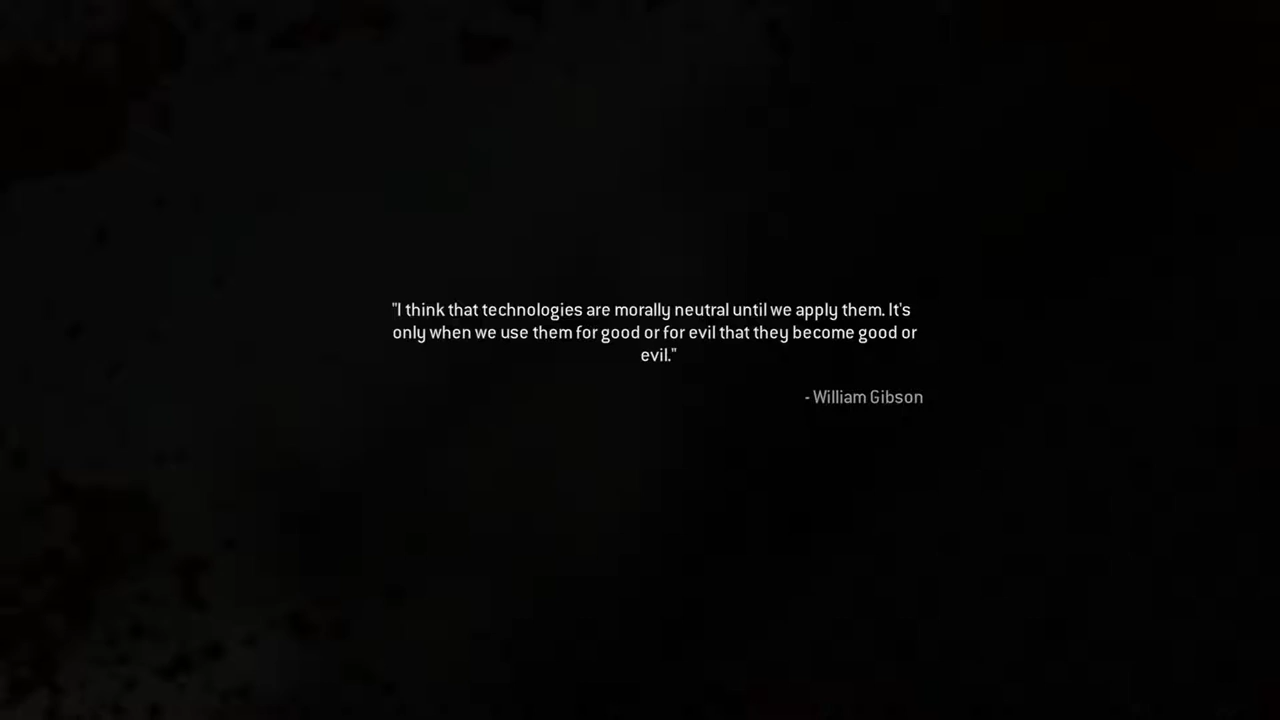 "I think that technologies are morally neutral until we apply them. It's
only when we use them for good or for evil that they become good or
evil."
- William Gibson